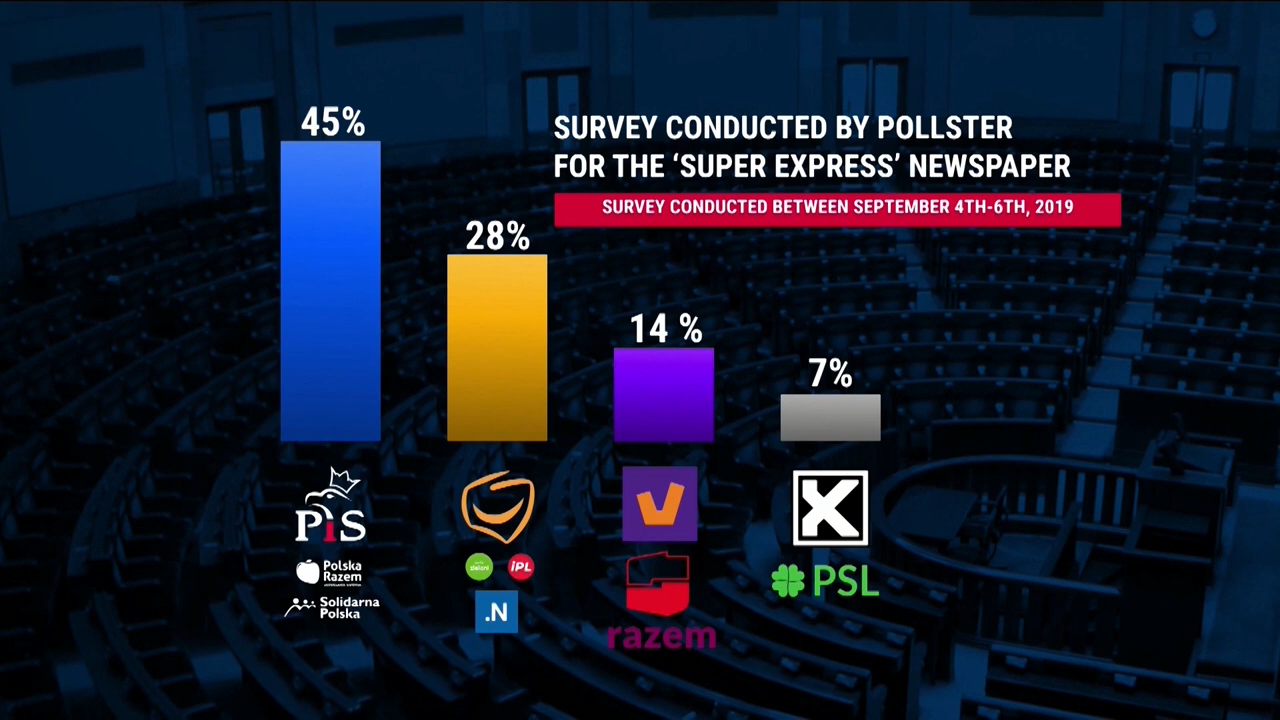 45%
SURVEY CONDUCTED BY POLLSTER
FOR THE ‘SUPER EXPRESS’ NEWSPAPER
SURVEY CONDUCTED BETWEEN SEPTEMBER 4TH-6TH, 2019
28%
14 %
7%
PiS
V
K
Polska
Razem
zieloni
iPL
PSL
Solidarna
Polska
.N
razem